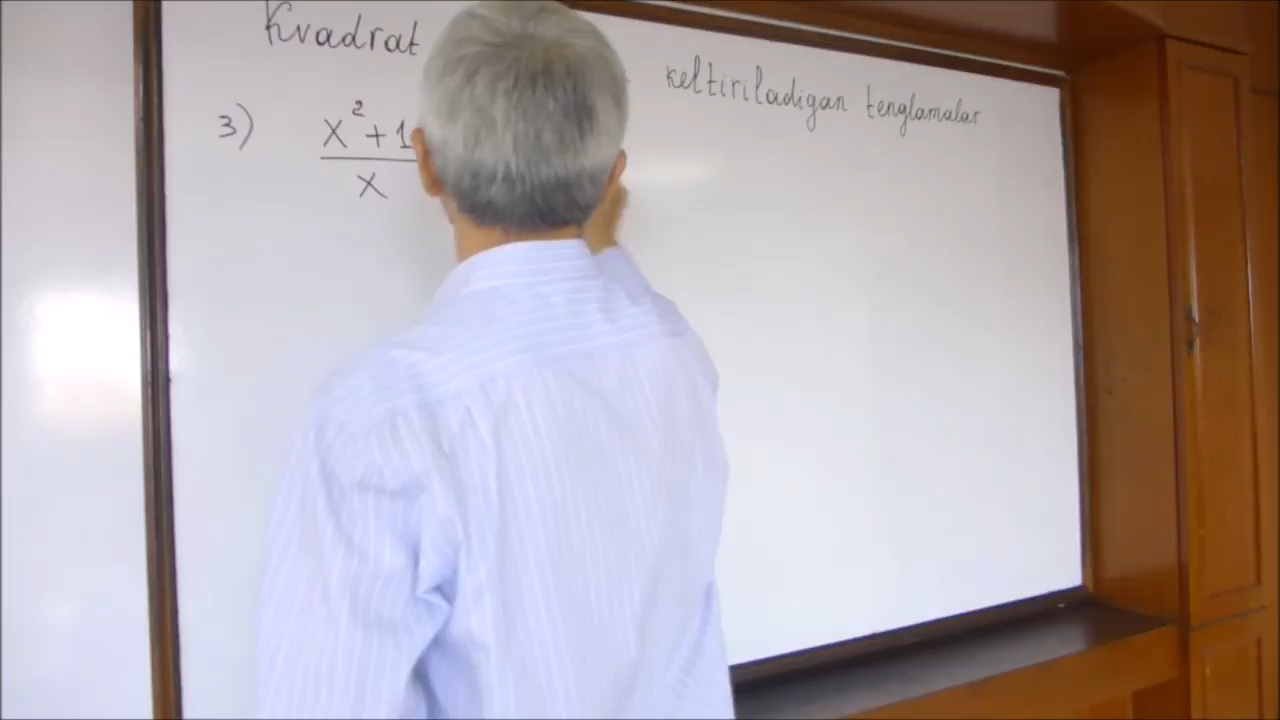 Kvadrat keltiriladigan tenglamalar
3) x² + 1
x